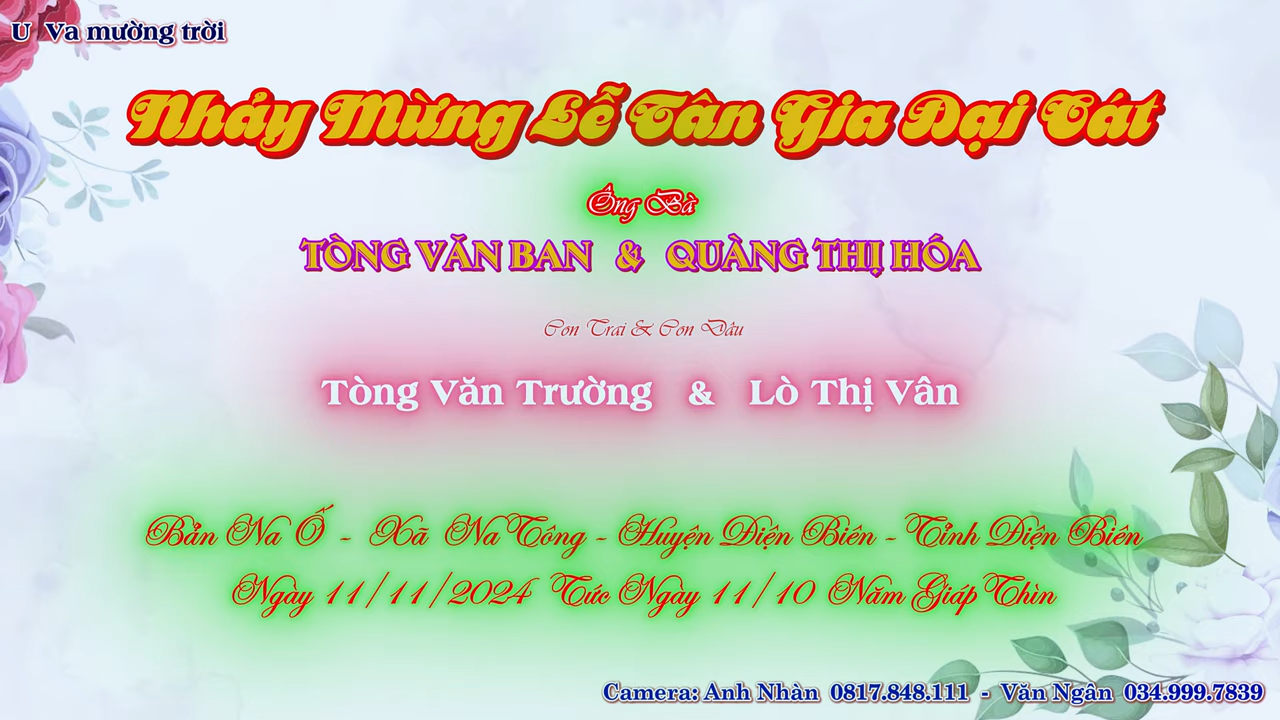 U Va mường trời
Nhảy Mừng Lễ Tân Gia Đại Cát
Ông Bà
TÒNG VĂN BAN & QUÀNG THỊ HÓA
Con Trai & Con Dâu
Tòng Văn Trường & Lò Thị Vân
Bản Na Ố - Xã Na Tông - Huyện Điện Biên - Tỉnh Điện Biên
Ngày 11/11/2024 Tức Ngày 11/10 Năm Giáp Thìn
Camera: Anh Nhàn 0817.848.111 - Văn Ngân 034.999.7839